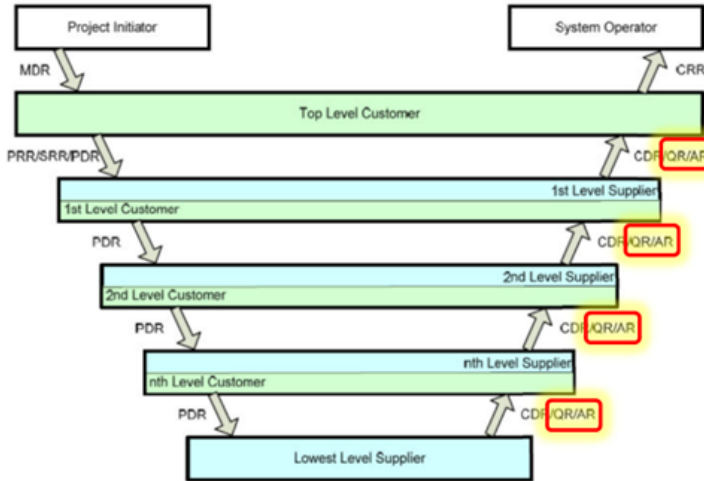 Project Initiator
System Operator
MDR
CRR
Top Level Customer
PRR/SRR/PDR
CDR/QR/AR
1st Level Supplier
1st Level Customer
PDR
CDR/QR/AR
2nd Level Supplier
2nd Level Customer
PDR
CDR/QR/AR
nth Level Supplier
nth Level Customer
PDR
CDR/QR/AR
Lowest Level Supplier